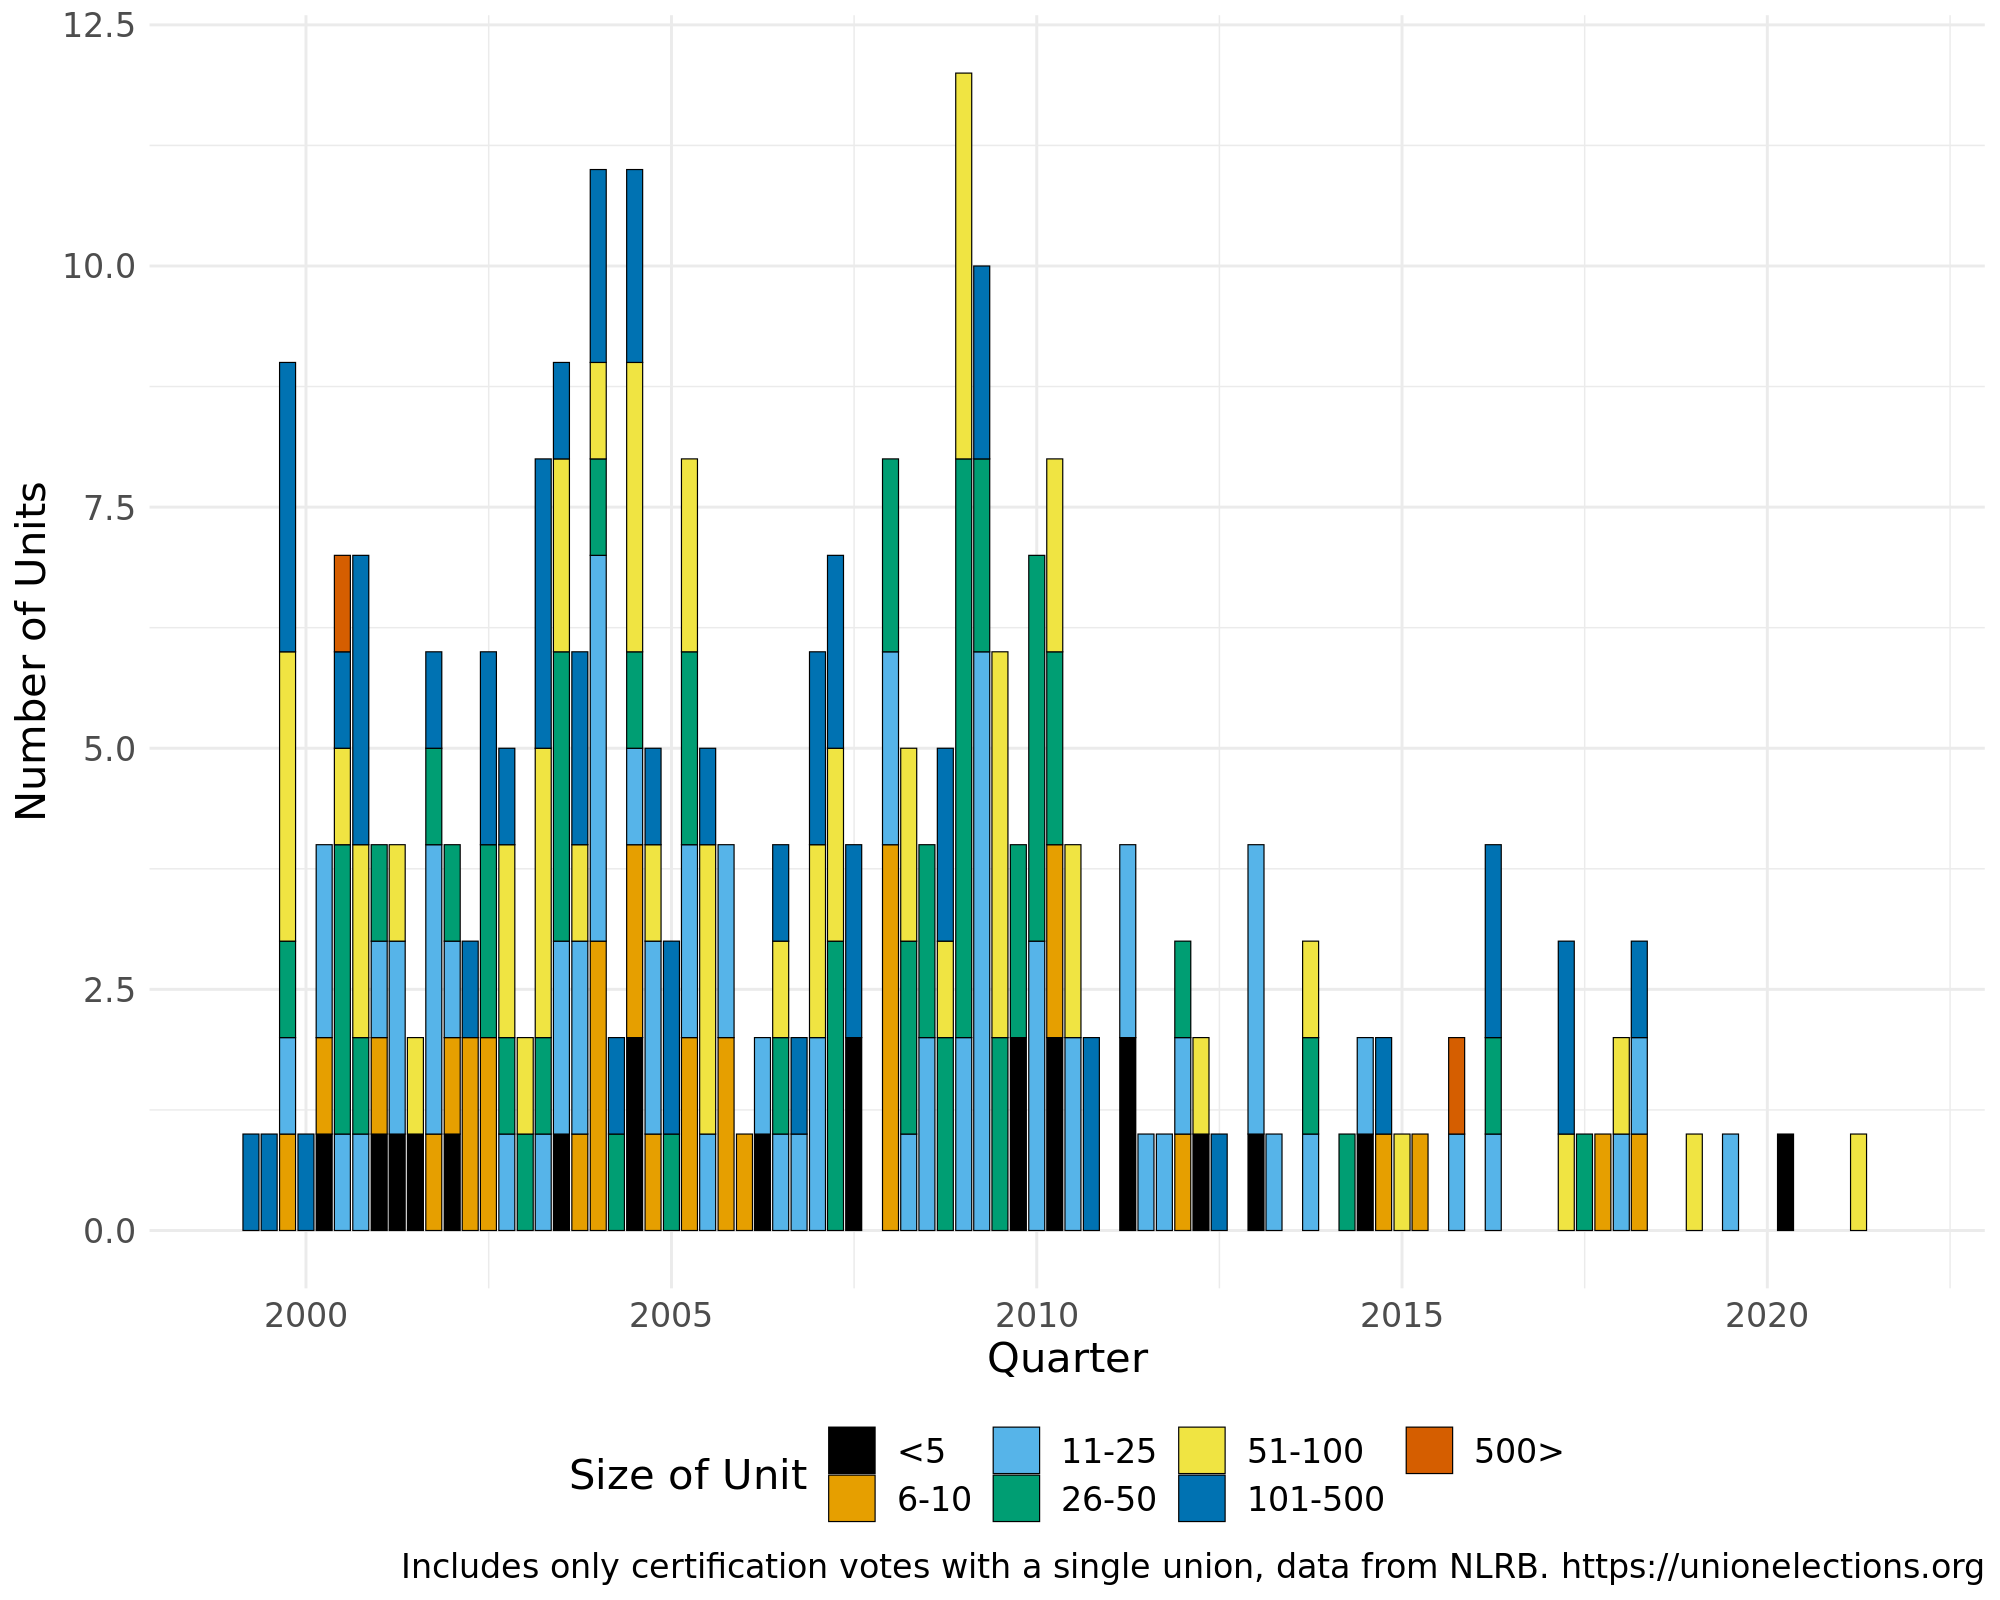 12.5
10.0
7.5
5.0
2.5
0.0
Number of Units
2000 2005 2010 2015 2020
Quarter
Size of Unit
<5 11-25 51-100 500>
6-10 26-50 101-500
Includes only certification votes with a single union, data from NLRB. https://unionelections.org